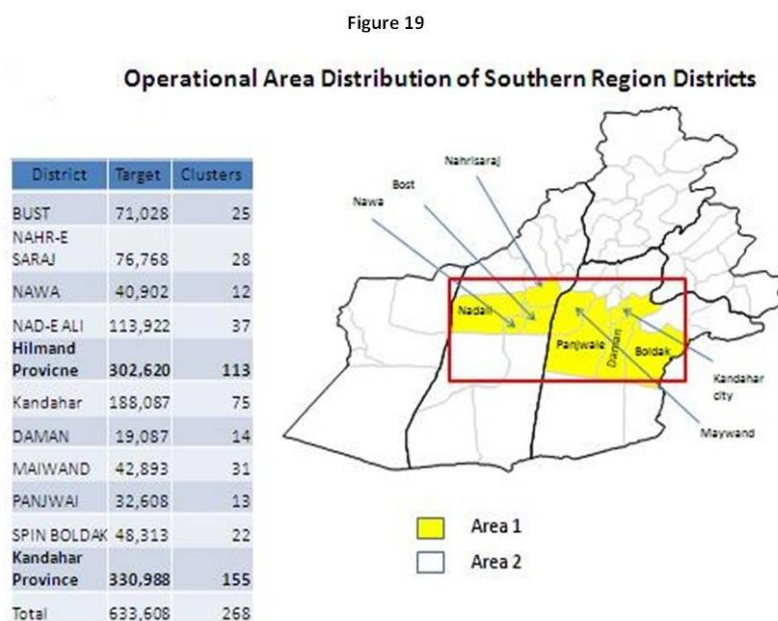 Figure 19
Operational Area Distribution of Southern Region Districts
District Target Clusters
BUST 71,028 25
NAHR-E
SARAJ 76,768 28
NAWA 40,902 12
NAD-E ALI 113,922 37
Hilmand
Provicne 302,620 113
Kandahar 188,087 75
DAMAN 19,087 14
MAIWAND 42,893 31
PANJWAI 32,608 13
SPIN BOLDAK 48,313 22
Kandahar
Province 330,988 155
Total 633,608 268
Nahrisaraj
Bost
Nawa
Nadali
Panjwale
Daman
Boldak
Kandahar
city
Maywand
Area 1
Area 2